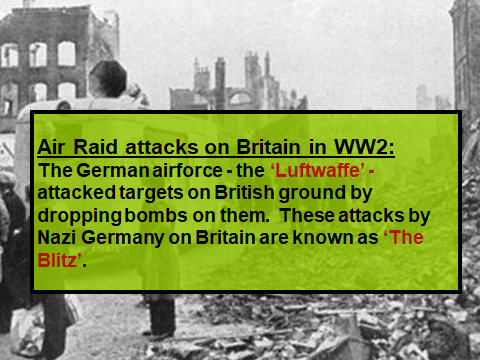 Air Raid attacks on Britain in WW2:
The German airforce - the ‘Luftwaffe’ -
attacked targets on British ground by
dropping bombs on them. These attacks by
Nazi Germany on Britain are known as ‘The
Blitz’.